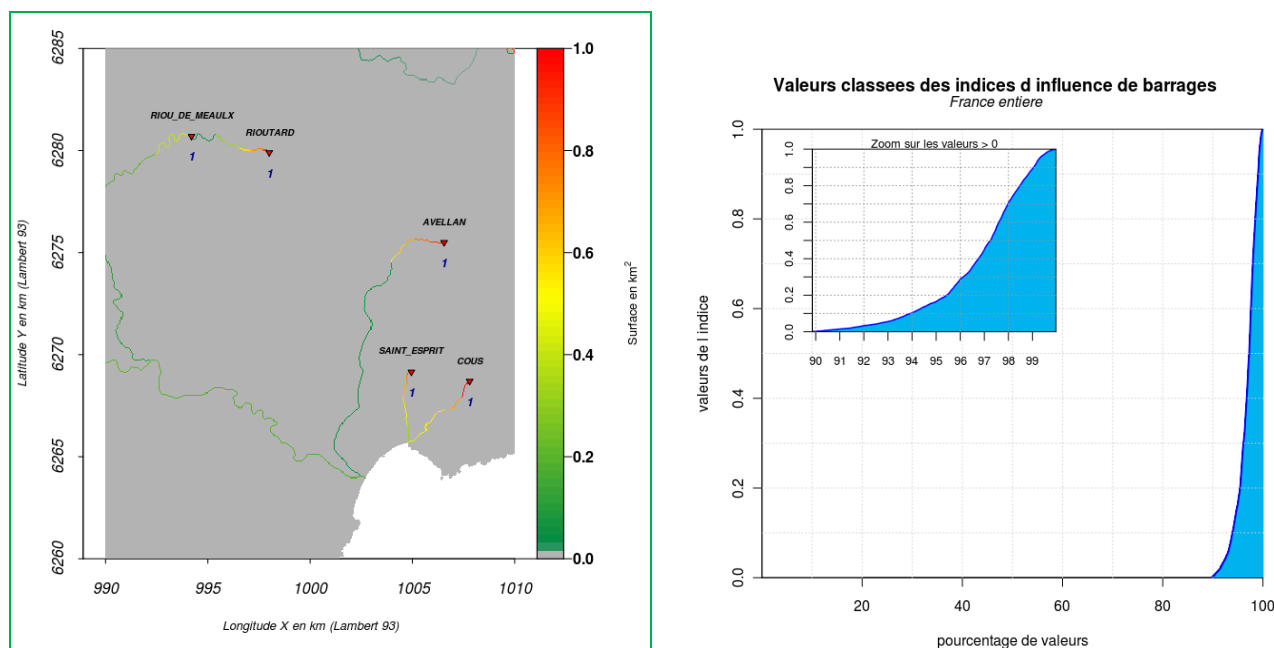 6285
6280
6275
6270
6265
6260
Latitude Y en km (Lambert 93)
RIOU_DE_MEAULX
1
RIOUTARD
1
AVELLAN
1
SAINT_ESPRIT
1
COUS
1
990
995
1000
1005
1010
Longitude X en km (Lambert 93)
1.0
0.8
0.6
0.4
0.2
0.0
Surface en km²
Valeurs classees des indices d influence de barrages
France entiere
1.0
0.8
0.6
0.4
0.2
0.0
valeurs de l indice
Zoom sur les valeurs > 0
1.0
0.8
0.6
0.4
0.2
0.0
90 91 92 93 94 95 96 97 98 99
20 40 60 80 100
pourcentage de valeurs